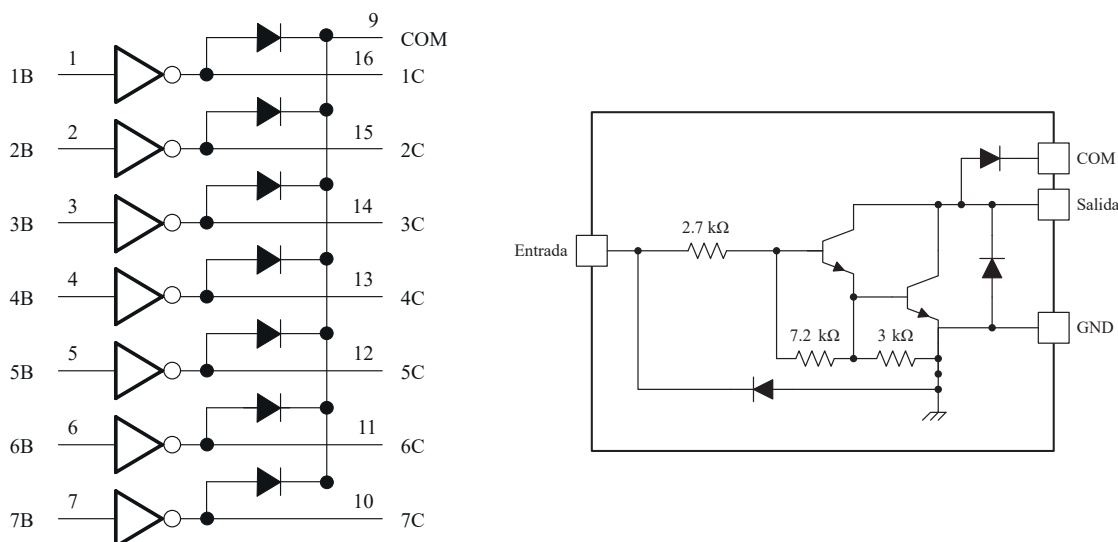 9
COM
1B 1 16 1C
2B 2 15 2C
3B 3 14 3C
4B 4 13 4C
5B 5 12 5C
6B 6 11 6C
7B 7 10 7C
COM
Salida
2.7 kΩ
Entrada
7.2 kΩ 3 kΩ
GND